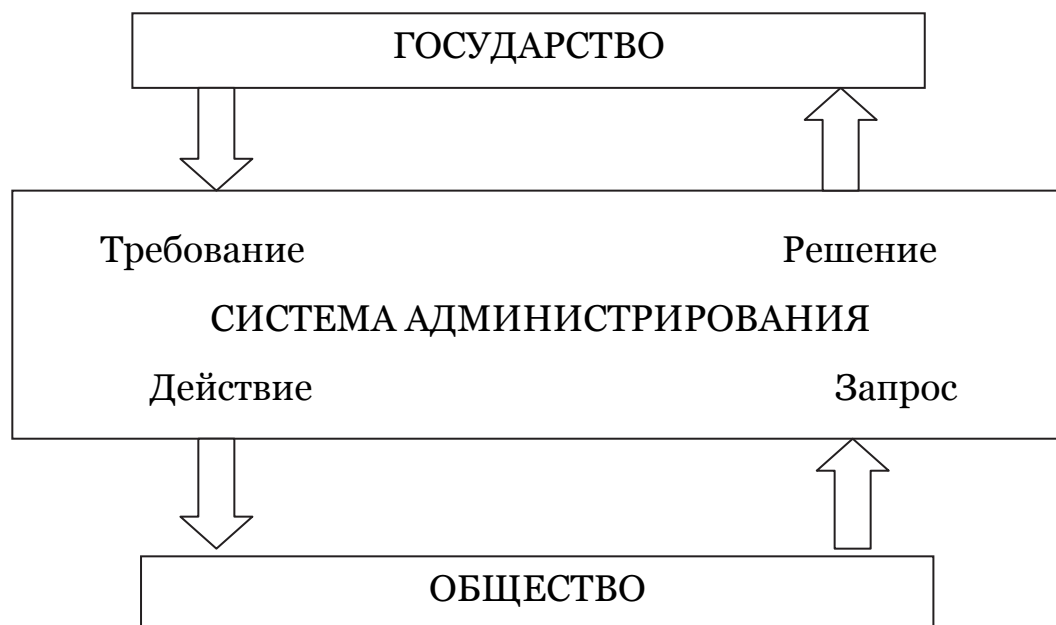 ГОСУДАРСТВО
Требование Решение
СИСТЕМА АДМИНИСТРИРОВАНИЯ
Действие Запрос
ОБЩЕСТВО